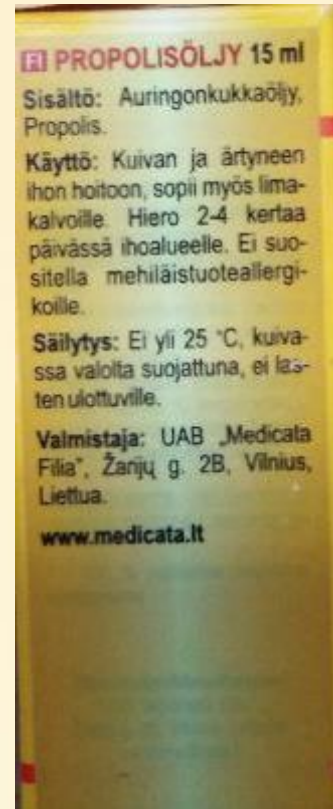 FI PROPOLISÖLJY 15 ml
Sisältö: Auringonkukkaöljy,
Propolis.
Käyttö: Kuivan ja ärtyneen
ihon hoitoon, sopii myös lima-
kalvoille. Hiero 2-4 kertaa
päivässä ihoalueelle. Ei suo-
sitella mehiläistuoteallergi-
koille.
Säilytys: Ei yli 25 °C, kuiva-
ssa valolta suojattuna, ei las-
ten ulottuville.
Valmistaja: UAB „Medicata
Filia", Žarijų g. 2B, Vilnius,
Liettua.
www.medicata.lt